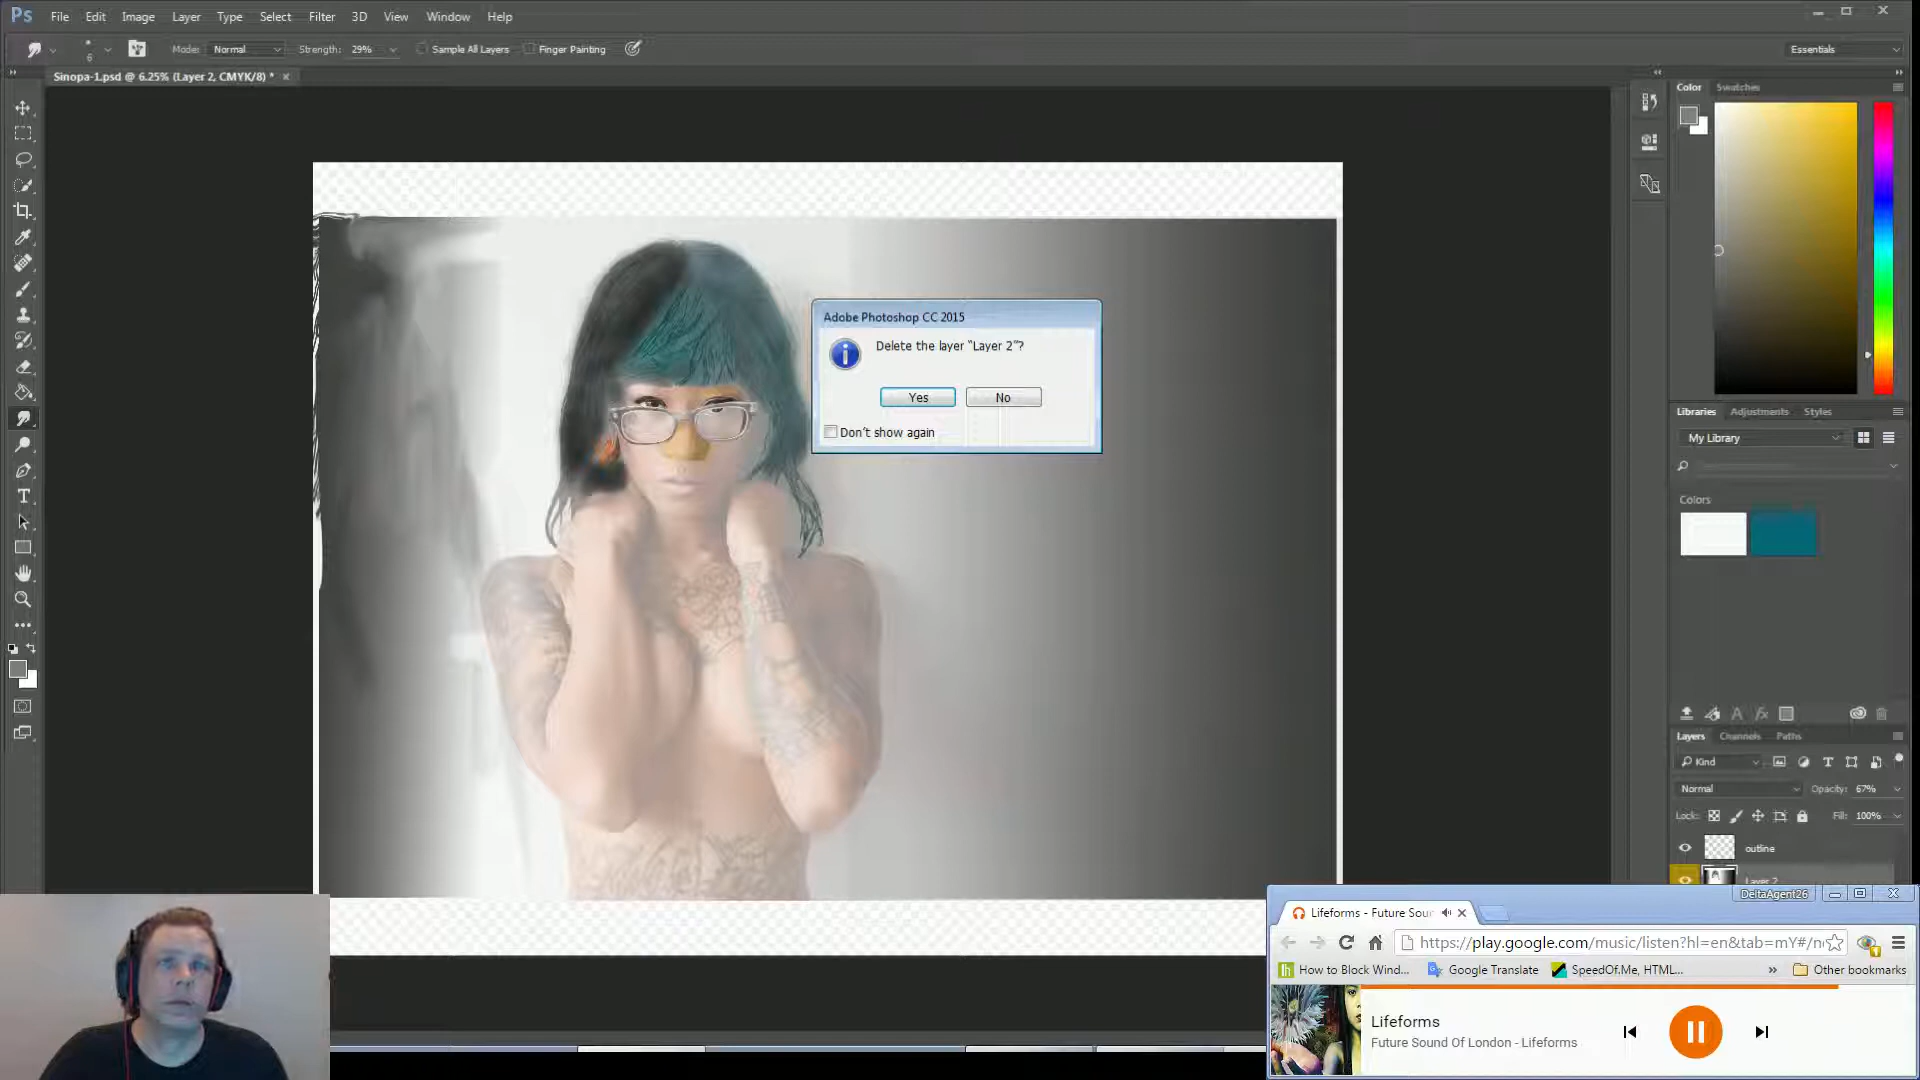 Ps File Edit Image Layer Type Select Filter 3D View Window Help
6 Mode: Normal Strength: 29% Sample All Layers Finger Painting Essentials
Sinopa-1.psd @ 6.25% (Layer 2, CMYK/8) *
Color Swatches
Adobe Photoshop CC 2015
Delete the layer "Layer 2"?
Yes No
Don't show again
Libraries Adjustments Styles
My Library
Colors
Layers Channels Paths
Kind
Normal Opacity: 67%
Lock: Fill: 100%
outline
Layer 2
DeltaAgent26
Lifeforms - Future Sour
https://play.google.com/music/listen?hl=en&tab=mY#/n
How to Block Wind... Google Translate SpeedOf.Me, HTML... » Other bookmarks
Lifeforms
Future Sound Of London - Lifeforms